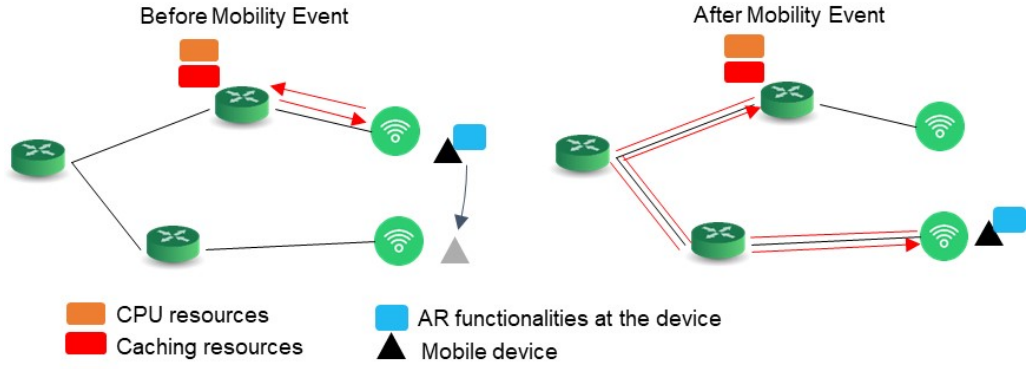 Before Mobility Event
After Mobility Event
CPU resources
AR functionalities at the device
Caching resources
Mobile device